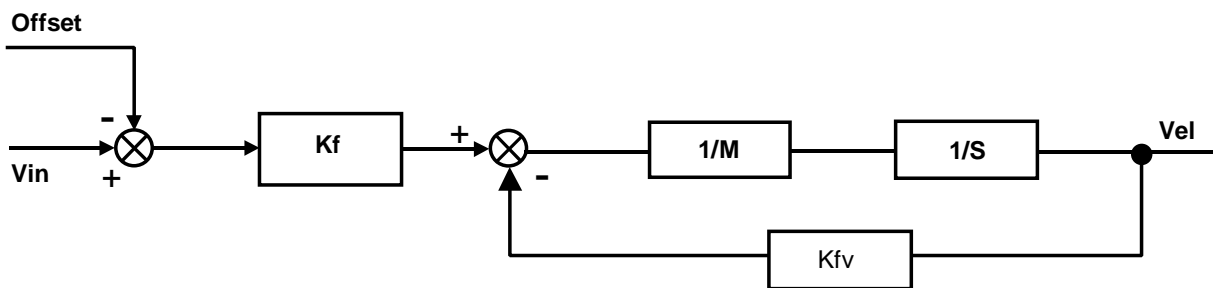 Offset
-
Vin
+
Kf
+
-
1/M
1/S
Vel
Kfv